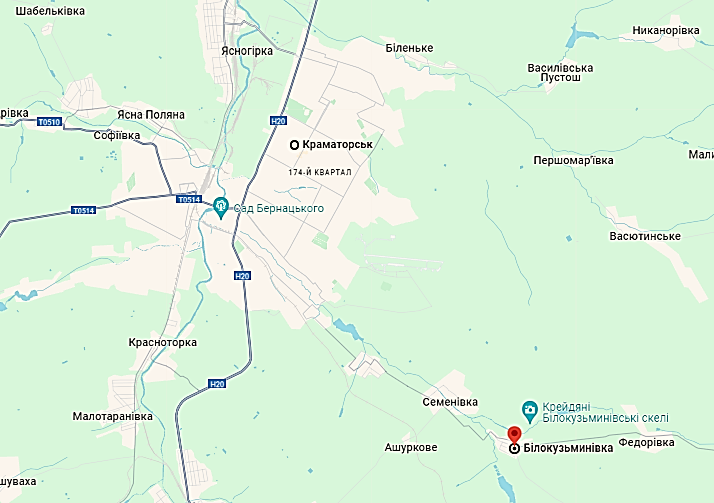 Шабельківка
Никанорівка
Ясногірка
Біленьке
Василівська
Пустош
рівка
T0510
Ясна Поляна
H20
Софіївка
Краматорськ
Першомар'ївка
Мали
174-Й КВАРТАЛ
T0514
T0514
Сад Бернацького
Васютинське
H20
Красноторка
H20
Семенівка
Крейдяні
Білокузьминівські скелі
Малотаранівка
Ашуркове
Білокузьминівка
Федорівка
шуваха